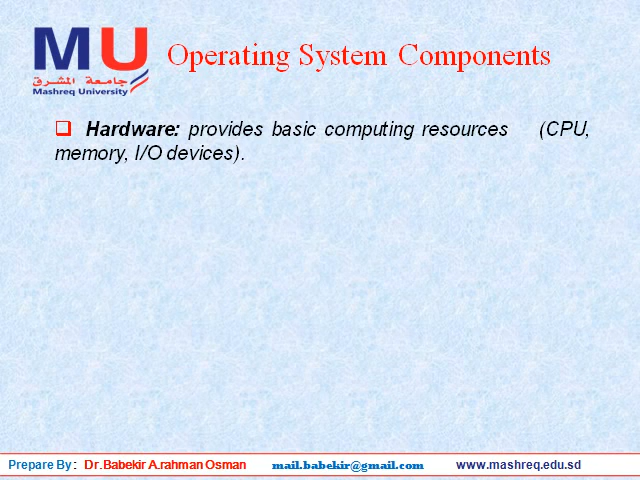 MU
جامعة المشرق
Mashreq University
Operating System Components
Hardware: provides basic computing resources (CPU,
memory, I/O devices).
Prepare By: Dr.Babekir A.rahman Osman mail.babekir@gmail.com www.mashreq.edu.sd